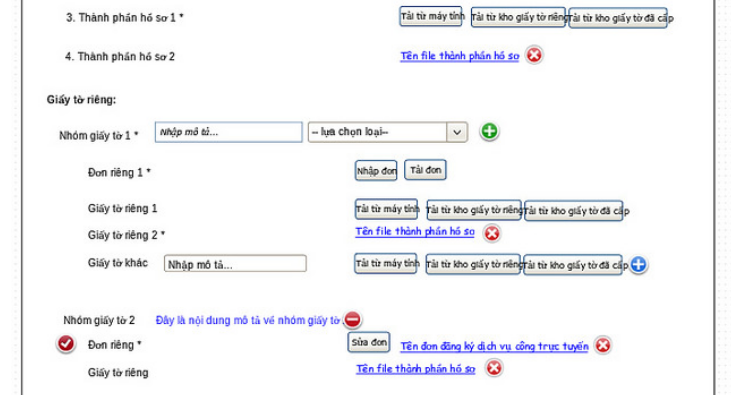 3. Thành phần hồ sơ 1 * Tải từ máy tính Tải từ kho giấy tờ riêng Tải từ kho giấy tờ đã cấp
4. Thành phần hồ sơ 2 Tên file thành phần hồ sơ
Giấy tờ riêng:
Nhóm giấy tờ 1 * Nhập mô tả... -- lựa chọn loại--
Đơn riêng 1 * Nhập đơn Tải đơn
Giấy tờ riêng 1 Tải từ máy tính Tải từ kho giấy tờ riêng Tải từ kho giấy tờ đã cấp
Giấy tờ riêng 2 * Tên file thành phần hồ sơ
Giấy tờ khác Nhập mô tả... Tải từ máy tính Tải từ kho giấy tờ riêng Tải từ kho giấy tờ đã cấp
Nhóm giấy tờ 2 Đây là nội dung mô tả về nhóm giấy tờ
Đơn riêng * Sửa đơn Tên đơn đăng ký dịch vụ công trực tuyến
Giấy tờ riêng Tên file thành phần hồ sơ